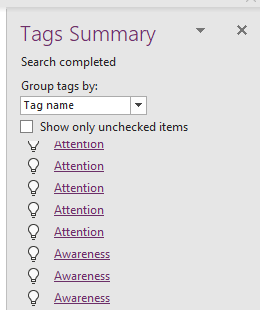 Tags Summary
Search completed
Group tags by:
Tag name
Show only unchecked items
Attention
Attention
Attention
Attention
Attention
Awareness
Awareness
Awareness